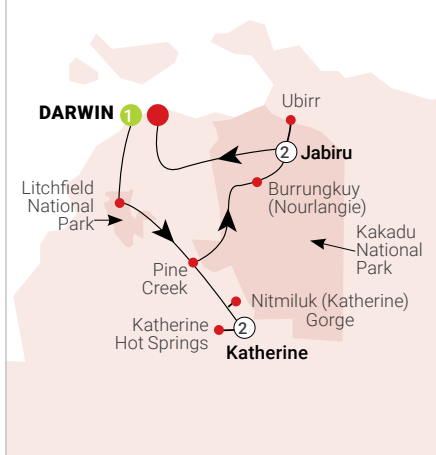 Ubirr
DARWIN 1
2 Jabiru
Litchfield
National
Park
Burrungkuy
(Nourlangie)
Kakadu
National
Park
Pine
Creek
Nitmiluk (Katherine)
Gorge
Katherine
Hot Springs
2
Katherine